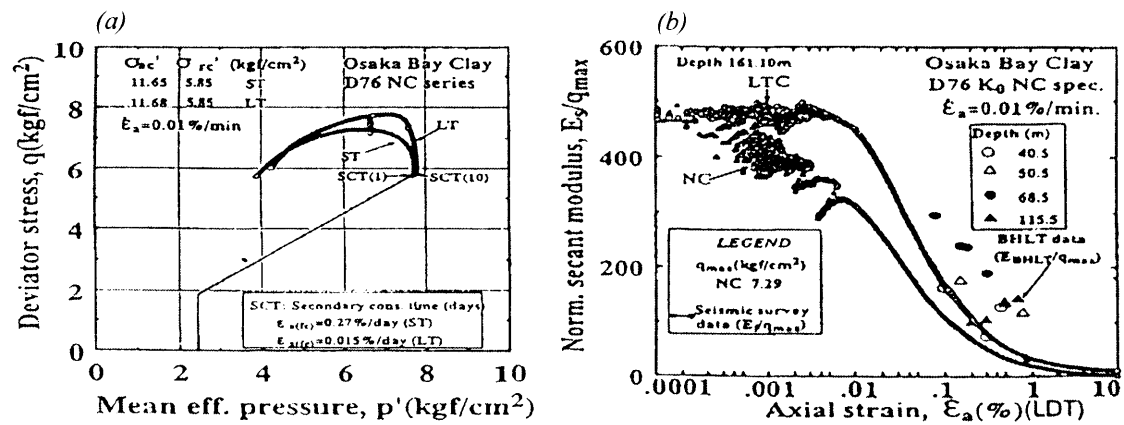 (a)
10
8
6
4
2
0
Deviator stress, q(kgf/cm²)
σac' σrc' (kgf/cm²)
11.65 5.85 ST
11.68 5.85 LT
ε̇a=0.01%/min
Osaka Bay Clay
D76 NC series
LT
ST
SCT(1)
SCT(10)
SCT: Secondary cons. time (days)
ε̇a(fc)=0.27%/day (ST)
=0.015%/day (LT)
0 2 4 6 8 10
Mean eff. pressure, p'(kgf/cm²)
(b)
600
400
200
0
Norm. secant modulus, Es/qmax
Depth 161.10m
LTC
NC
Osaka Bay Clay
D76 K0 NC spec.
ε̇a=0.01%/min.
Depth (m)
40.5
50.5
68.5
115.5
BHLT data
(EBHLT/qmax)
LEGEND
qmax(kgf/cm²)
NC 7.29
Seismic survey
data (Ef/qmax)
.0001 .001 .01 .1 1 10
Axial strain, εa(%)(LDT)